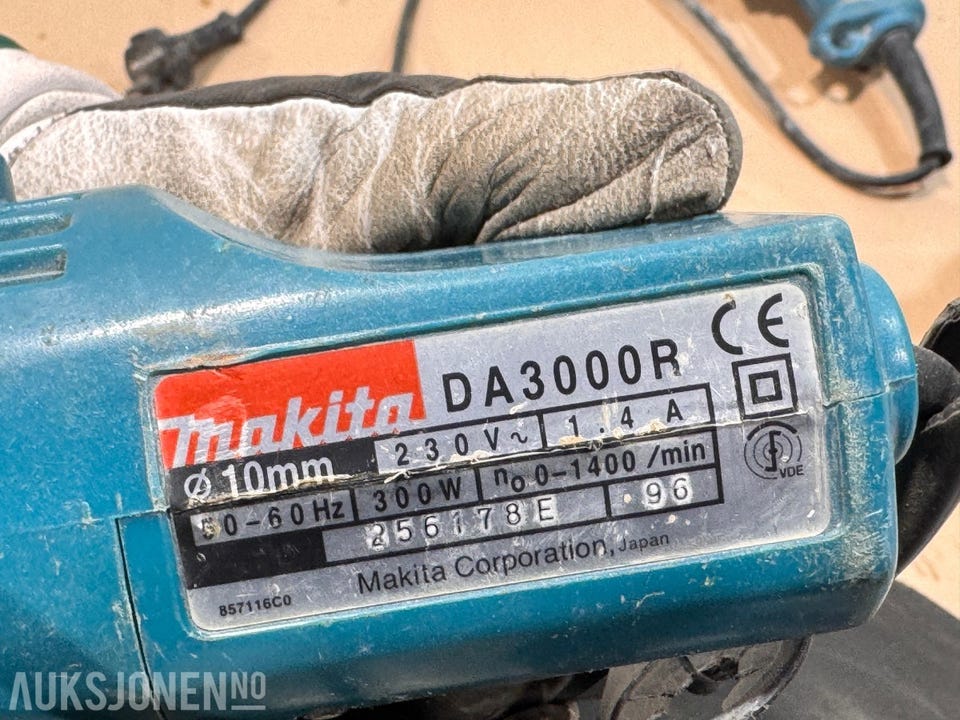 makita DA3000R CE
Ø 10mm 230V~ 1.4 A
50-60Hz 300W n₀ 0-1400 /min VDE
256178E 96
Makita Corporation, Japan
857116C0
AUKSJONEN NO